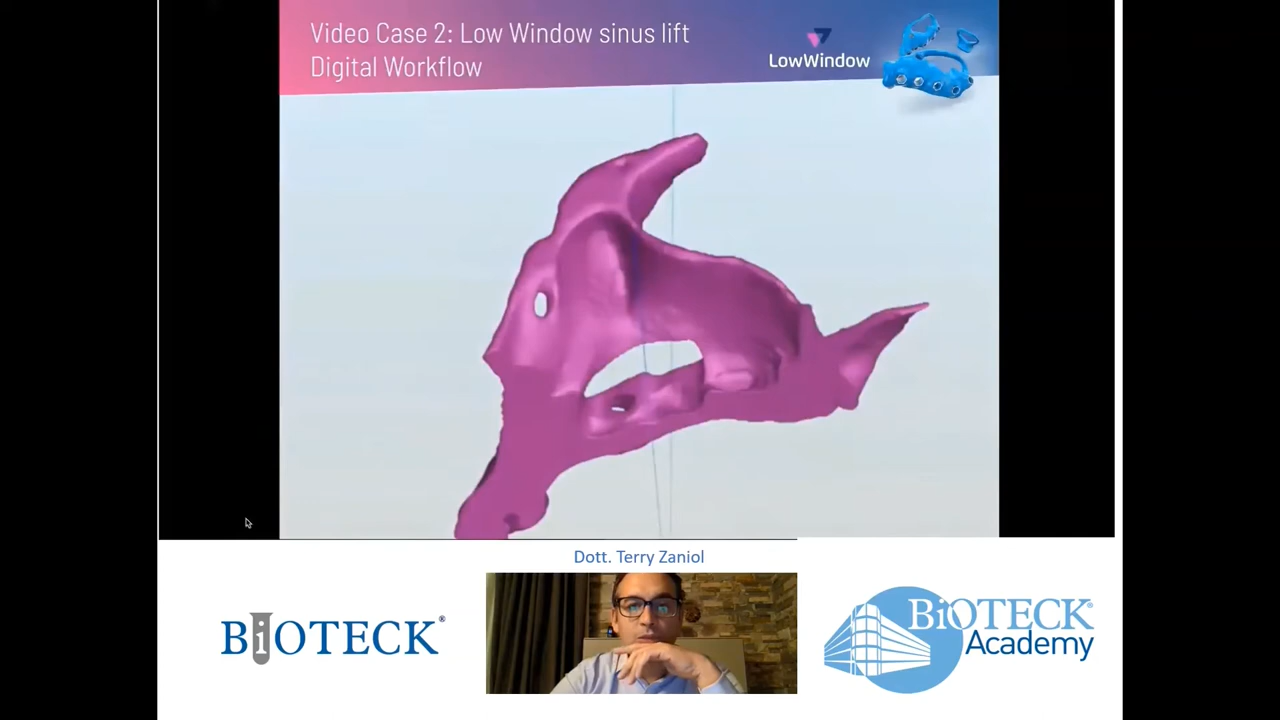 Video Case 2: Low Window sinus lift
Digital Workflow
LowWindow
Dott. Terry Zaniol
BiOTECK®
BiOTECK®
Academy